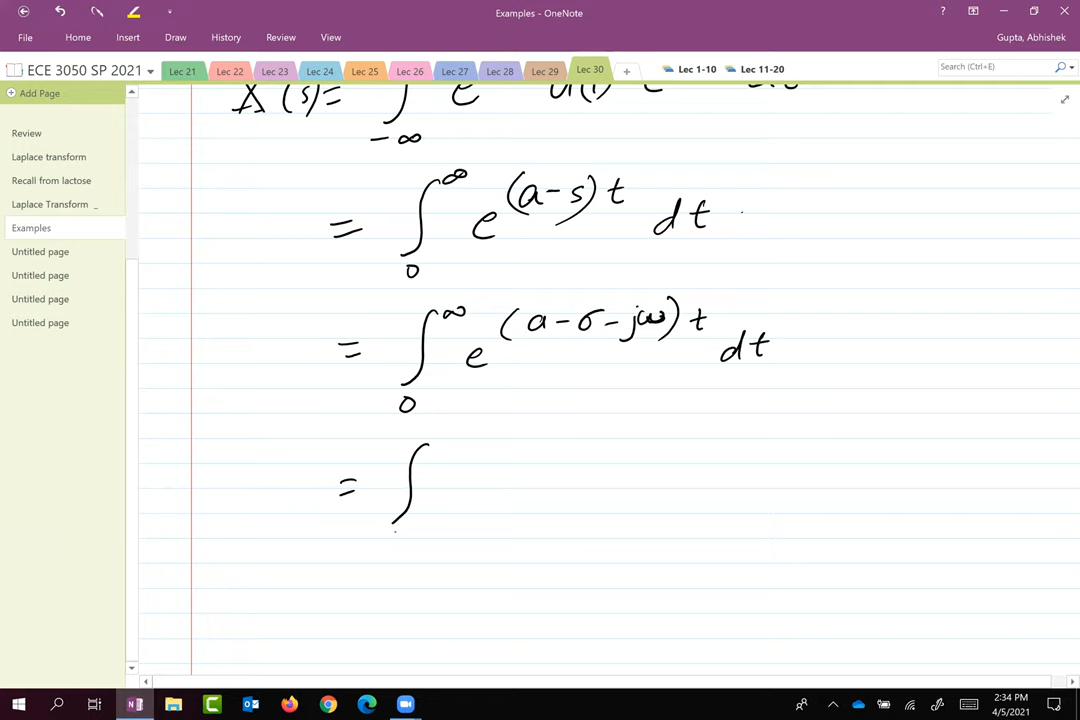 Examples - OneNote
File Home Insert Draw History Review View
Gupta, Abhishek
ECE 3050 SP 2021
Lec 21 Lec 22 Lec 23 Lec 24 Lec 25 Lec 26 Lec 27 Lec 28 Lec 29 Lec 30 + Lec 1-10 Lec 11-20
Search (Ctrl+E)
Add Page
Review
Laplace transform
Recall from lactose
Laplace Transform _
Examples
Untitled page
Untitled page
Untitled page
Untitled page
X(s) = ∫ e u(t) e
-∞
= ∫₀^∞ e^(a-s)t dt
= ∫₀^∞ e^(a-σ-jω)t dt
= ∫
2:34 PM
4/5/2021